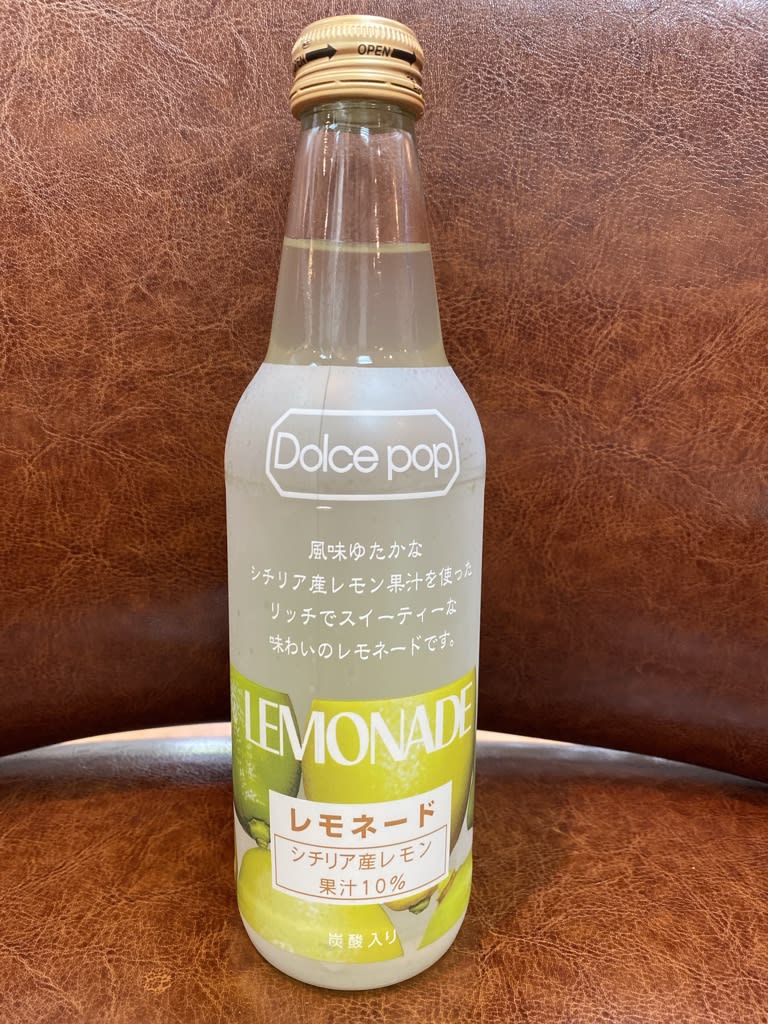 OPEN
Dolce pop
風味ゆたかな
シチリア産レモン果汁を使った
リッチでスイーティーな
味わいのレモネードです。
LEMONADE
レモネード
シチリア産レモン
果汁10%
炭酸入り